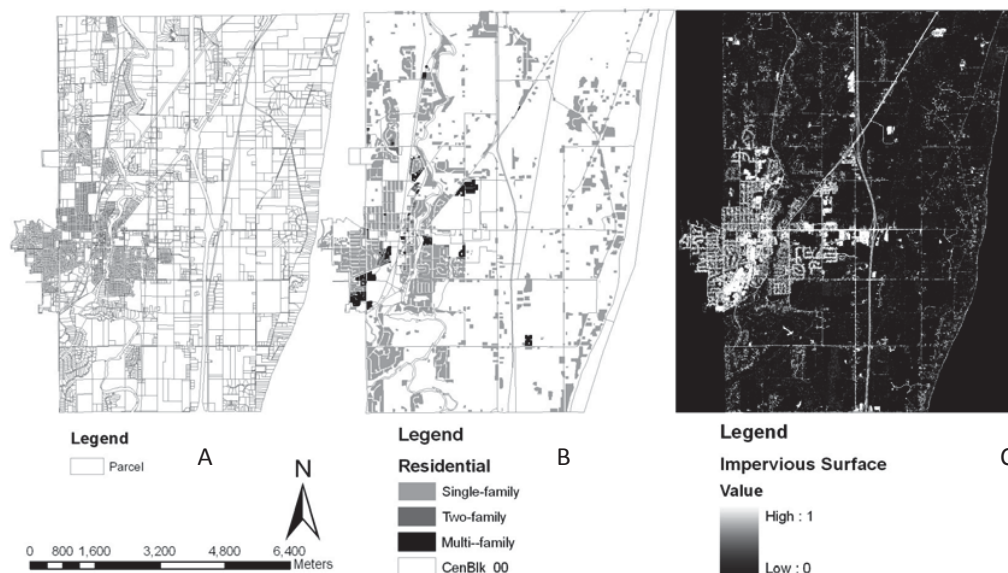 Legend
Parcel
A
N
0 800 1,600 3,200 4,800 6,400
Meters
Legend
B
Residential
Single-family
Two-family
Multi--family
CenBlk_00
Legend
C
Impervious Surface
Value
High : 1
Low : 0